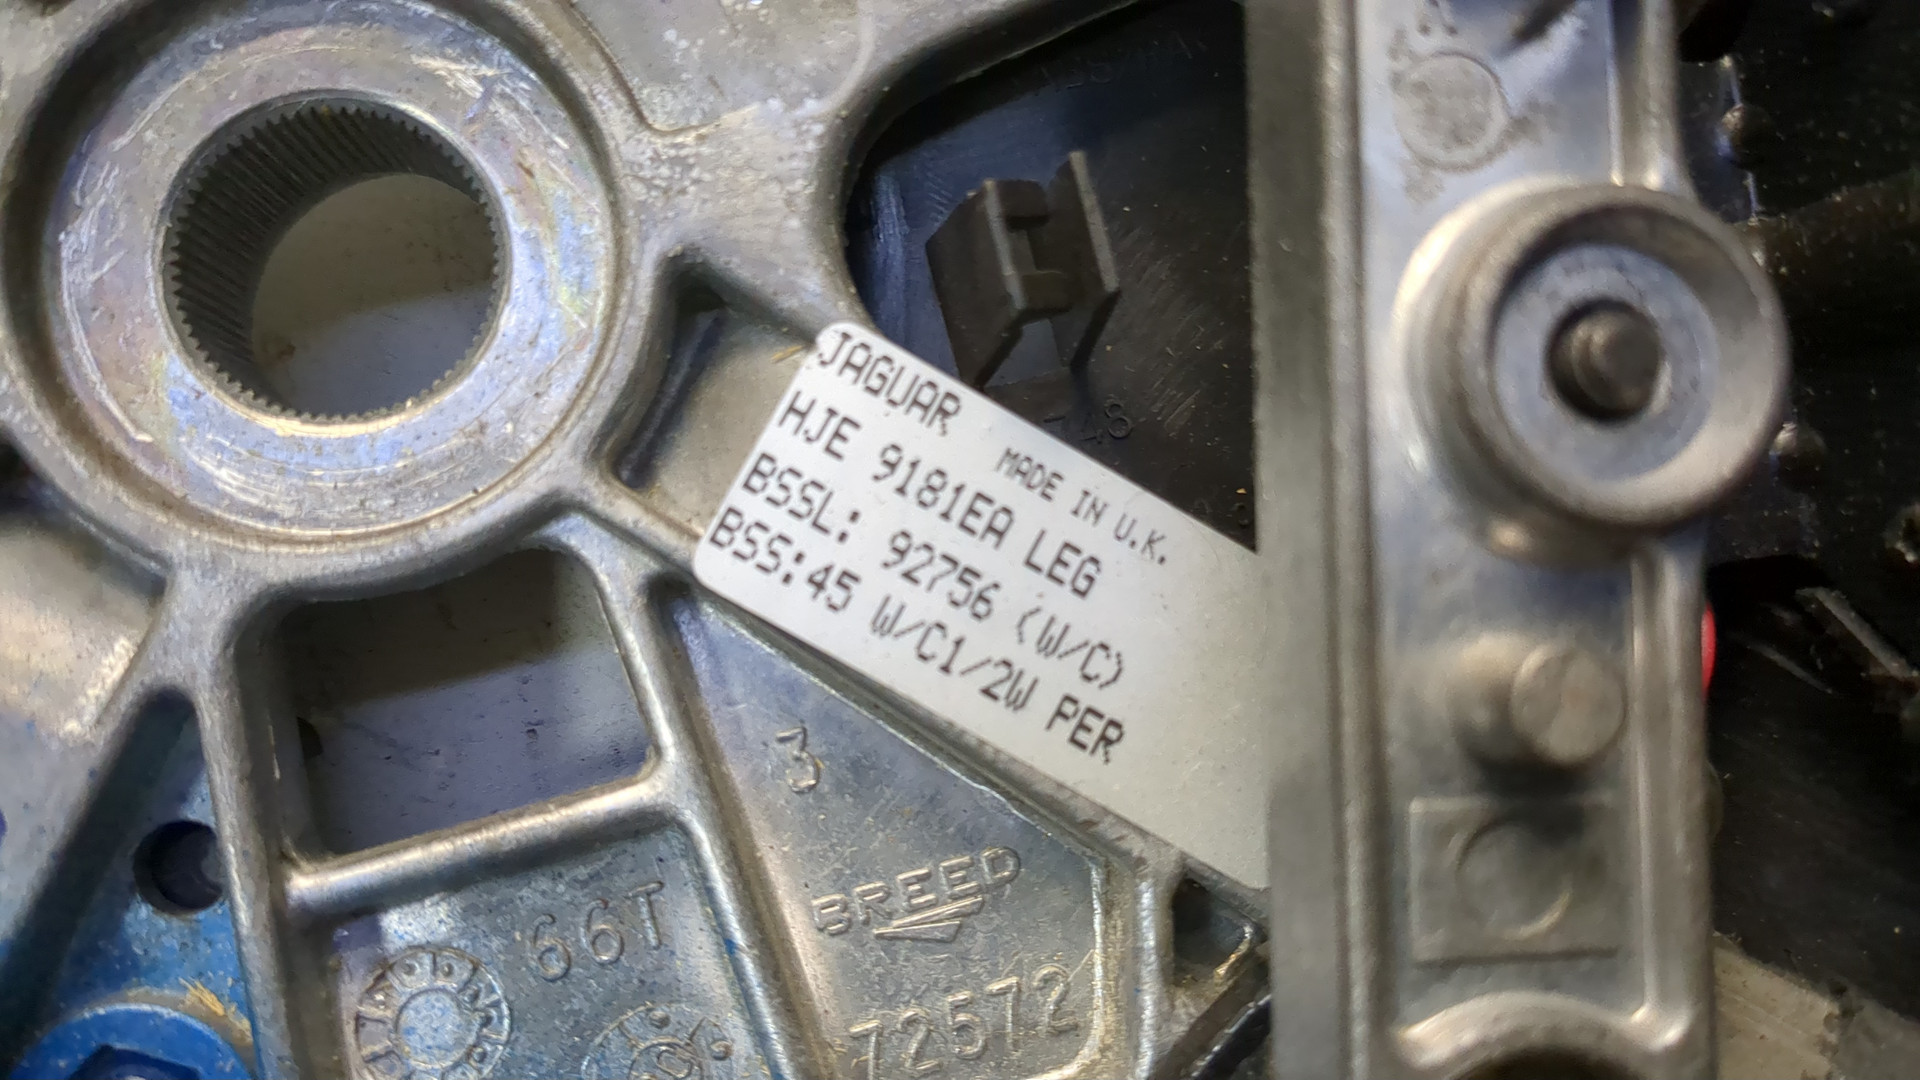 JAGUAR
MADE IN U.K.
HJE 9181EA LEG
BSSL: 92756 (W/C)
BSS:45 W/C1/2W PER
3
BREED
66T
72572